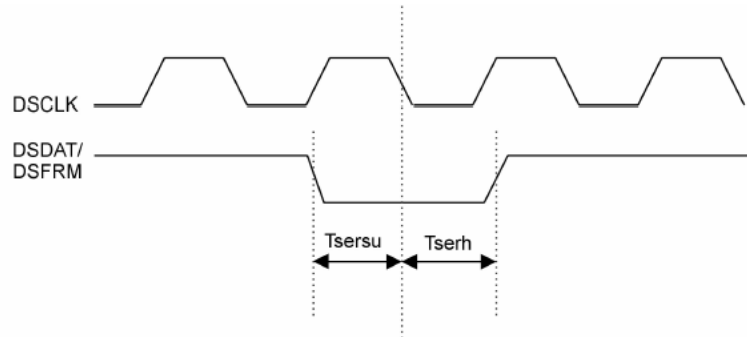 DSCLK
DSDAT/
DSFRM
Tsersu
Tserh